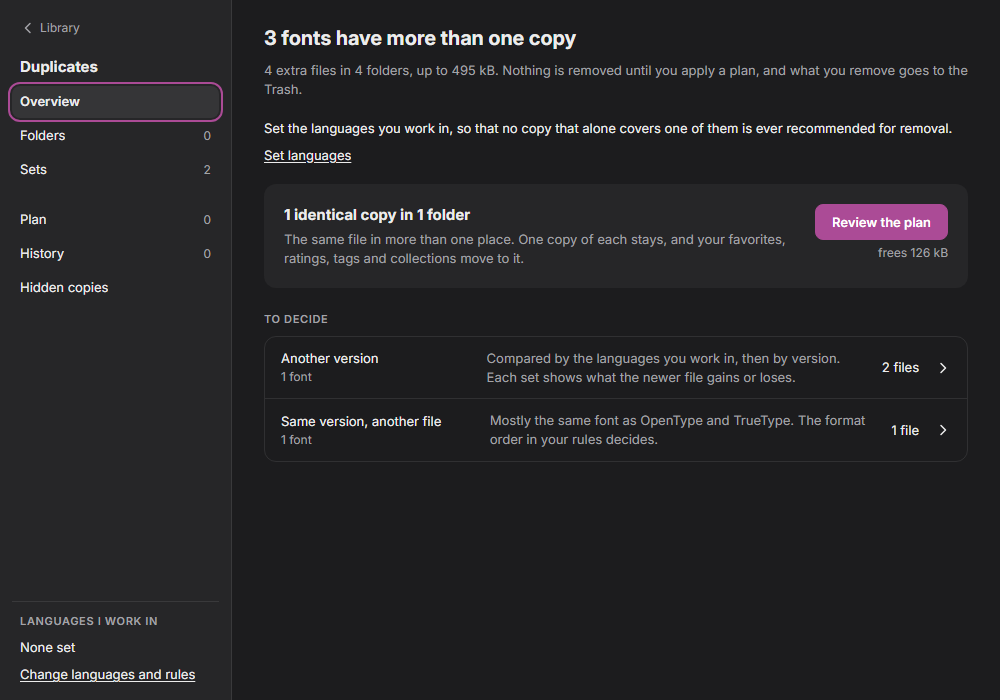 Library
Duplicates
Overview
Folders 0
Sets 2
Plan 0
History 0
Hidden copies
LANGUAGES I WORK IN
None set
Change languages and rules
3 fonts have more than one copy
4 extra files in 4 folders, up to 495 kB. Nothing is removed until you apply a plan, and what you remove goes to the
Trash.
Set the languages you work in, so that no copy that alone covers one of them is ever recommended for removal.
Set languages
1 identical copy in 1 folder
The same file in more than one place. One copy of each stays, and your favorites,
ratings, tags and collections move to it.
Review the plan
frees 126 kB
TO DECIDE
Another version
1 font
Compared by the languages you work in, then by version.
Each set shows what the newer file gains or loses.
2 files
Same version, another file
1 font
Mostly the same font as OpenType and TrueType. The format
order in your rules decides.
1 file